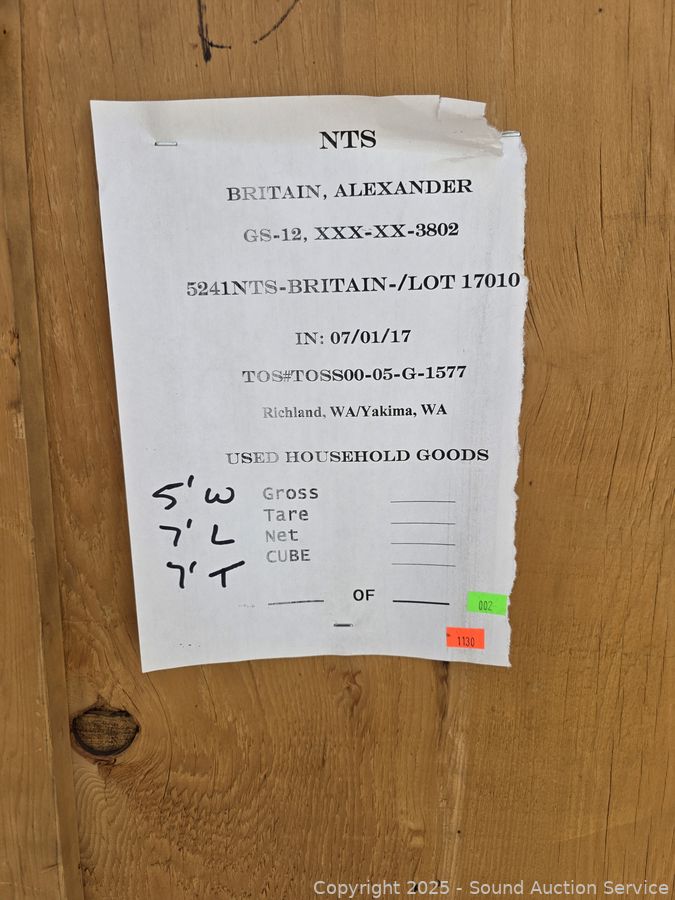 NTS
BRITAIN, ALEXANDER
GS-12, XXX-XX-3802
5241NTS-BRITAIN-/LOT 17010
IN: 07/01/17
TOS#TOSS00-05-G-1577
Richland, WA/Yakima, WA
USED HOUSEHOLD GOODS
5' W Gross
7' L Tare
Net
7' T CUBE
OF
002
1130
Copyright 2025 - Sound Auction Service